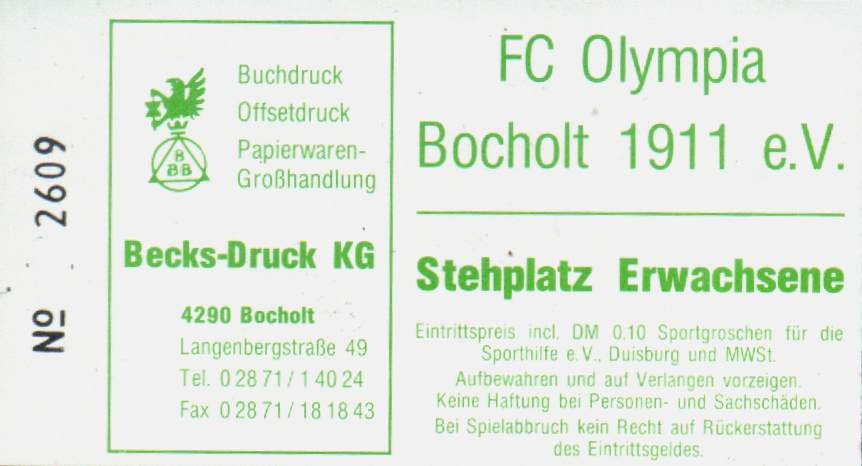 Nº 2609
Buchdruck
Offsetdruck
Papierwaren-
Großhandlung
B
BB
Becks-Druck KG
4290 Bocholt
Langenbergstraße 49
Tel. 0 28 71 / 1 40 24
Fax 0 28 71 / 18 18 43
FC Olympia
Bocholt 1911 e.V.
Stehplatz Erwachsene
Eintrittspreis incl. DM 0,10 Sportgroschen für die
Sporthilfe e.V., Duisburg und MWSt.
Aufbewahren und auf Verlangen vorzeigen.
Keine Haftung bei Personen- und Sachschäden.
Bei Spielabbruch kein Recht auf Rückerstattung
des Eintrittsgeldes.